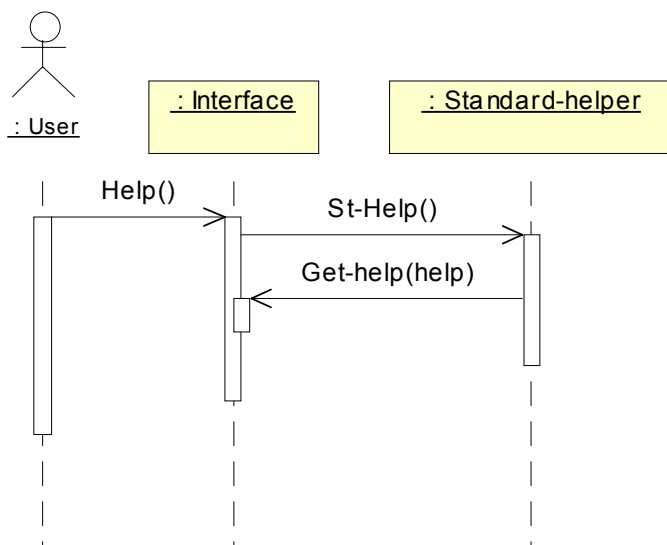 : User
: Interface
: Standard-helper
Help()
St-Help()
Get-help(help)